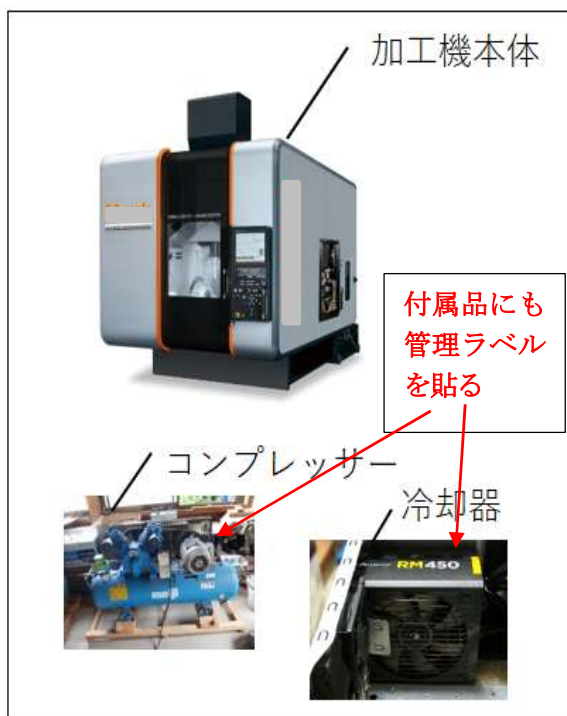 加工機本体
付属品にも
管理ラベル
を貼る
コンプレッサー
冷却器
RM450